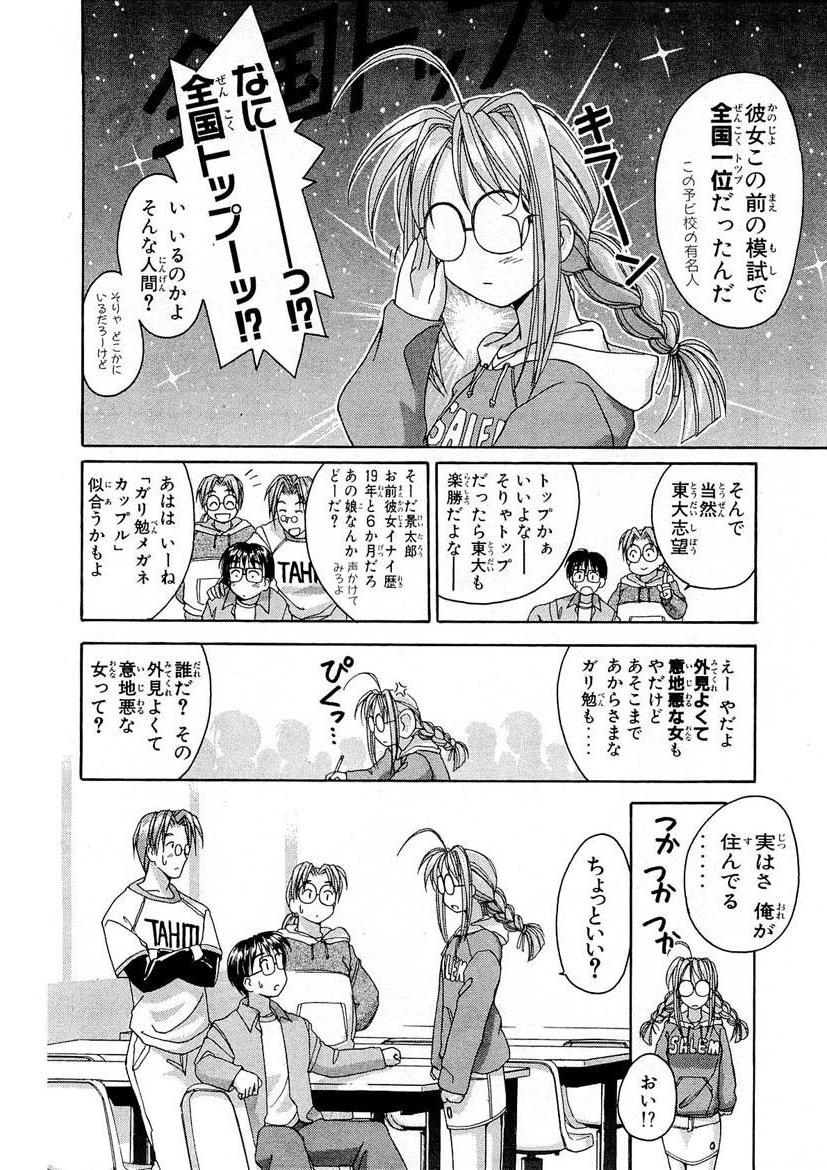 彼女この前の模試で
全国一位だったんだ
この予ビ校の有名人
キラーン
全国トップ
なに━━━━っ!?
全国トップーッ!?
い いるのかよ
そんな人間?
そりゃ どこかに
いるだろーけど
そんで
当然
東大志望
トップかぁ
いいよな━━
そりゃトップ
だったら東大も
楽勝だよな━━
そーだ景太郎
お前彼女イナイ歴
19年と6か月だろ
あの娘なんか声かけて
みろよ
どーだ?
TAHI
あはは いーね
「ガリ勉メガネ
カップル」
似合うかもよ
えー やだよ
外見よくて
意地悪な女も
やだけど
あそこまで
あからさまな
ガリ勉も‥‥
ぴくっ…
誰だ? その
外見よくて
意地悪な
女って?
実はさ 俺が
住んでる
‥‥‥
つか つか つか
おい!?
SALEM
ちょっといい?
TAHITI
SALEM